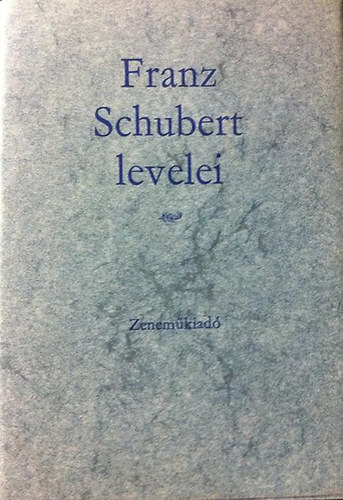 Franz
Schubert
levelei
Zeneműkiadó